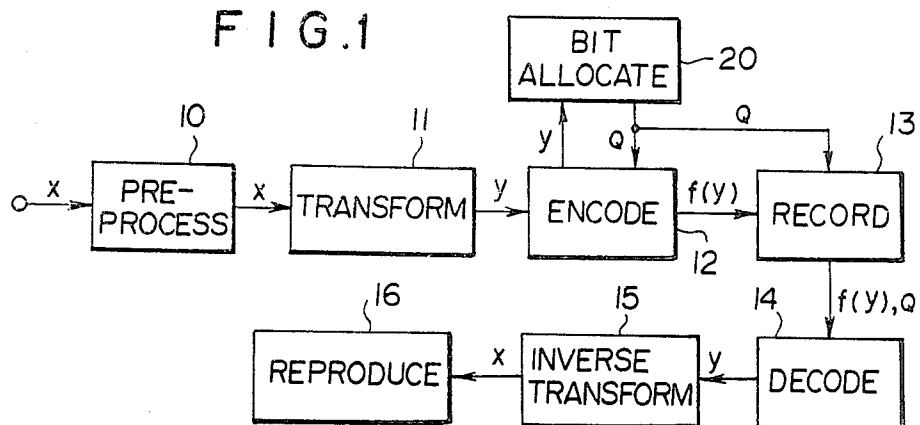 FIG.1
BIT
ALLOCATE
20
10
11
y
Q
Q
13
x
PRE-
PROCESS
x
TRANSFORM
y
ENCODE
f(y)
RECORD
12
16
15
14
f(y), Q
REPRODUCE
x
INVERSE
TRANSFORM
y
DECODE